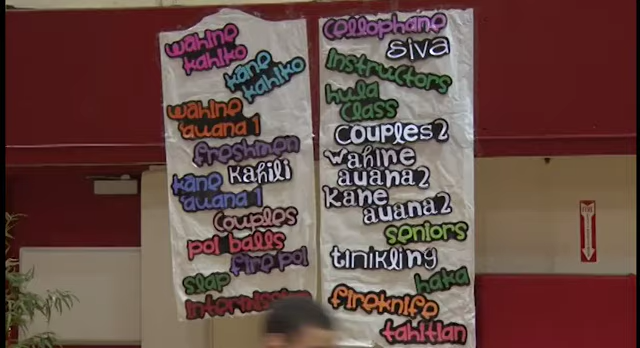 wahine
kahiko
kane
kahiko
wahine
'auana 1
freshmen
kane kahili
'auana 1
couples
poi balls
fire poi
slap
intermission
cellophane
siva
instructors
hula
class
couples 2
wahine
auana 2
kane
auana 2
seniors
tinikling
haka
fireknife
tahitian